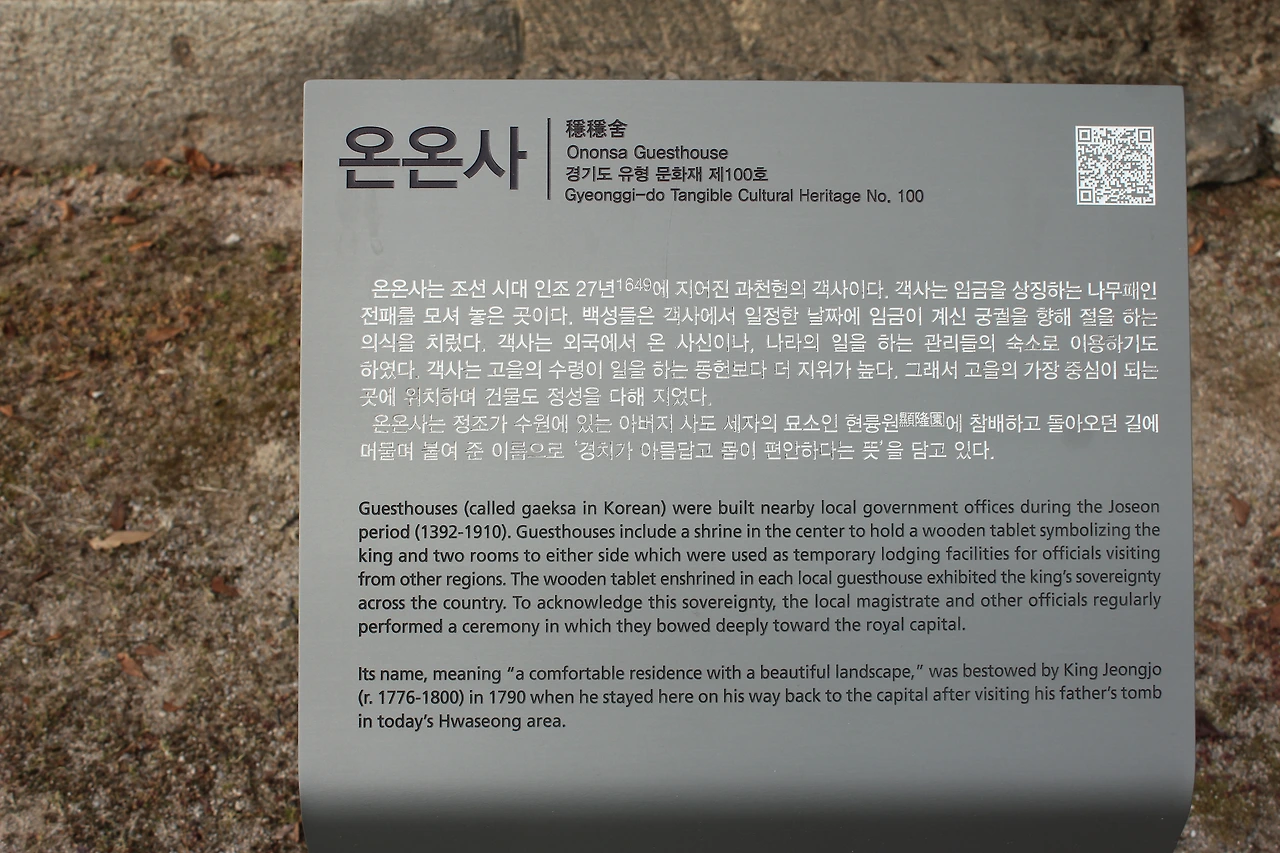 온온사
穩穩舍
Ononsa Guesthouse
경기도 유형 문화재 제100호
Gyeonggi-do Tangible Cultural Heritage No. 100
온온사는 조선 시대 인조 27년1649에 지어진 과천현의 객사이다. 객사는 임금을 상징하는 나무패인
전패를 모셔 놓은 곳이다. 백성들은 객사에서 일정한 날짜에 임금이 계신 궁궐을 향해 절을 하는
의식을 치렀다. 객사는 외국에서 온 사신이나, 나라의 일을 하는 관리들의 숙소로 이용하기도
하였다. 객사는 고을의 수령이 일을 하는 동헌보다 더 지위가 높다. 그래서 고을의 가장 중심이 되는
곳에 위치하며 건물도 정성을 다해 지었다.
온온사는 정조가 수원에 있는 아버지 사도 세자의 묘소인 현륭원顯隆園에 참배하고 돌아오던 길에
머물며 붙여 준 이름으로 ‘경치가 아름답고 몸이 편안하다는 뜻’을 담고 있다.
Guesthouses (called gaeksa in Korean) were built nearby local government offices during the Joseon
period (1392-1910). Guesthouses include a shrine in the center to hold a wooden tablet symbolizing the
king and two rooms to either side which were used as temporary lodging facilities for officials visiting
from other regions. The wooden tablet enshrined in each local guesthouse exhibited the king's sovereignty
across the country. To acknowledge this sovereignty, the local magistrate and other officials regularly
performed a ceremony in which they bowed deeply toward the royal capital.
Its name, meaning “a comfortable residence with a beautiful landscape,” was bestowed by King Jeongjo
(r. 1776-1800) in 1790 when he stayed here on his way back to the capital after visiting his father's tomb
in today's Hwaseong area.